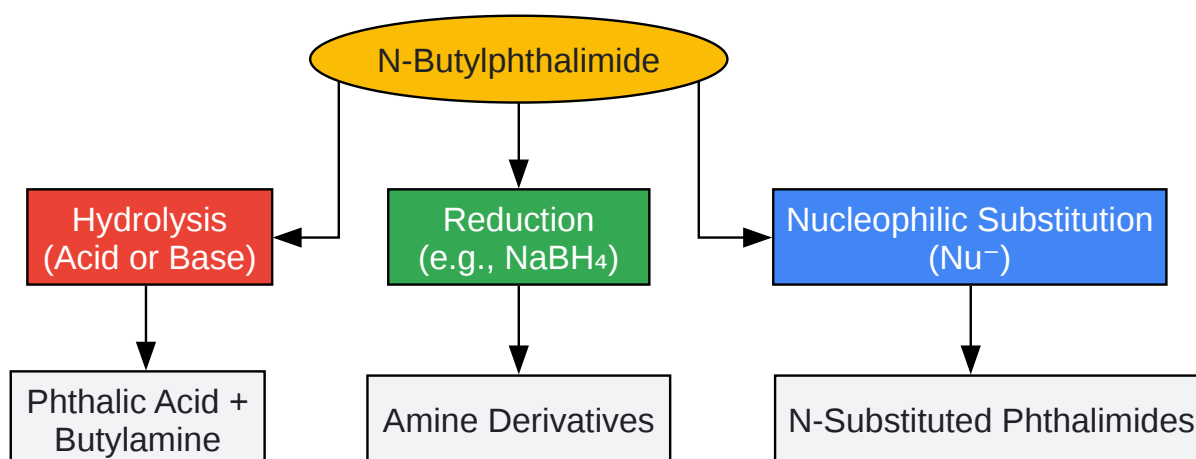 N-Butylphthalimide
Hydrolysis
(Acid or Base)
Reduction
(e.g., NaBH₄)
Nucleophilic Substitution
(Nu⁻)
Phthalic Acid +
Butylamine
Amine Derivatives
N-Substituted Phthalimides